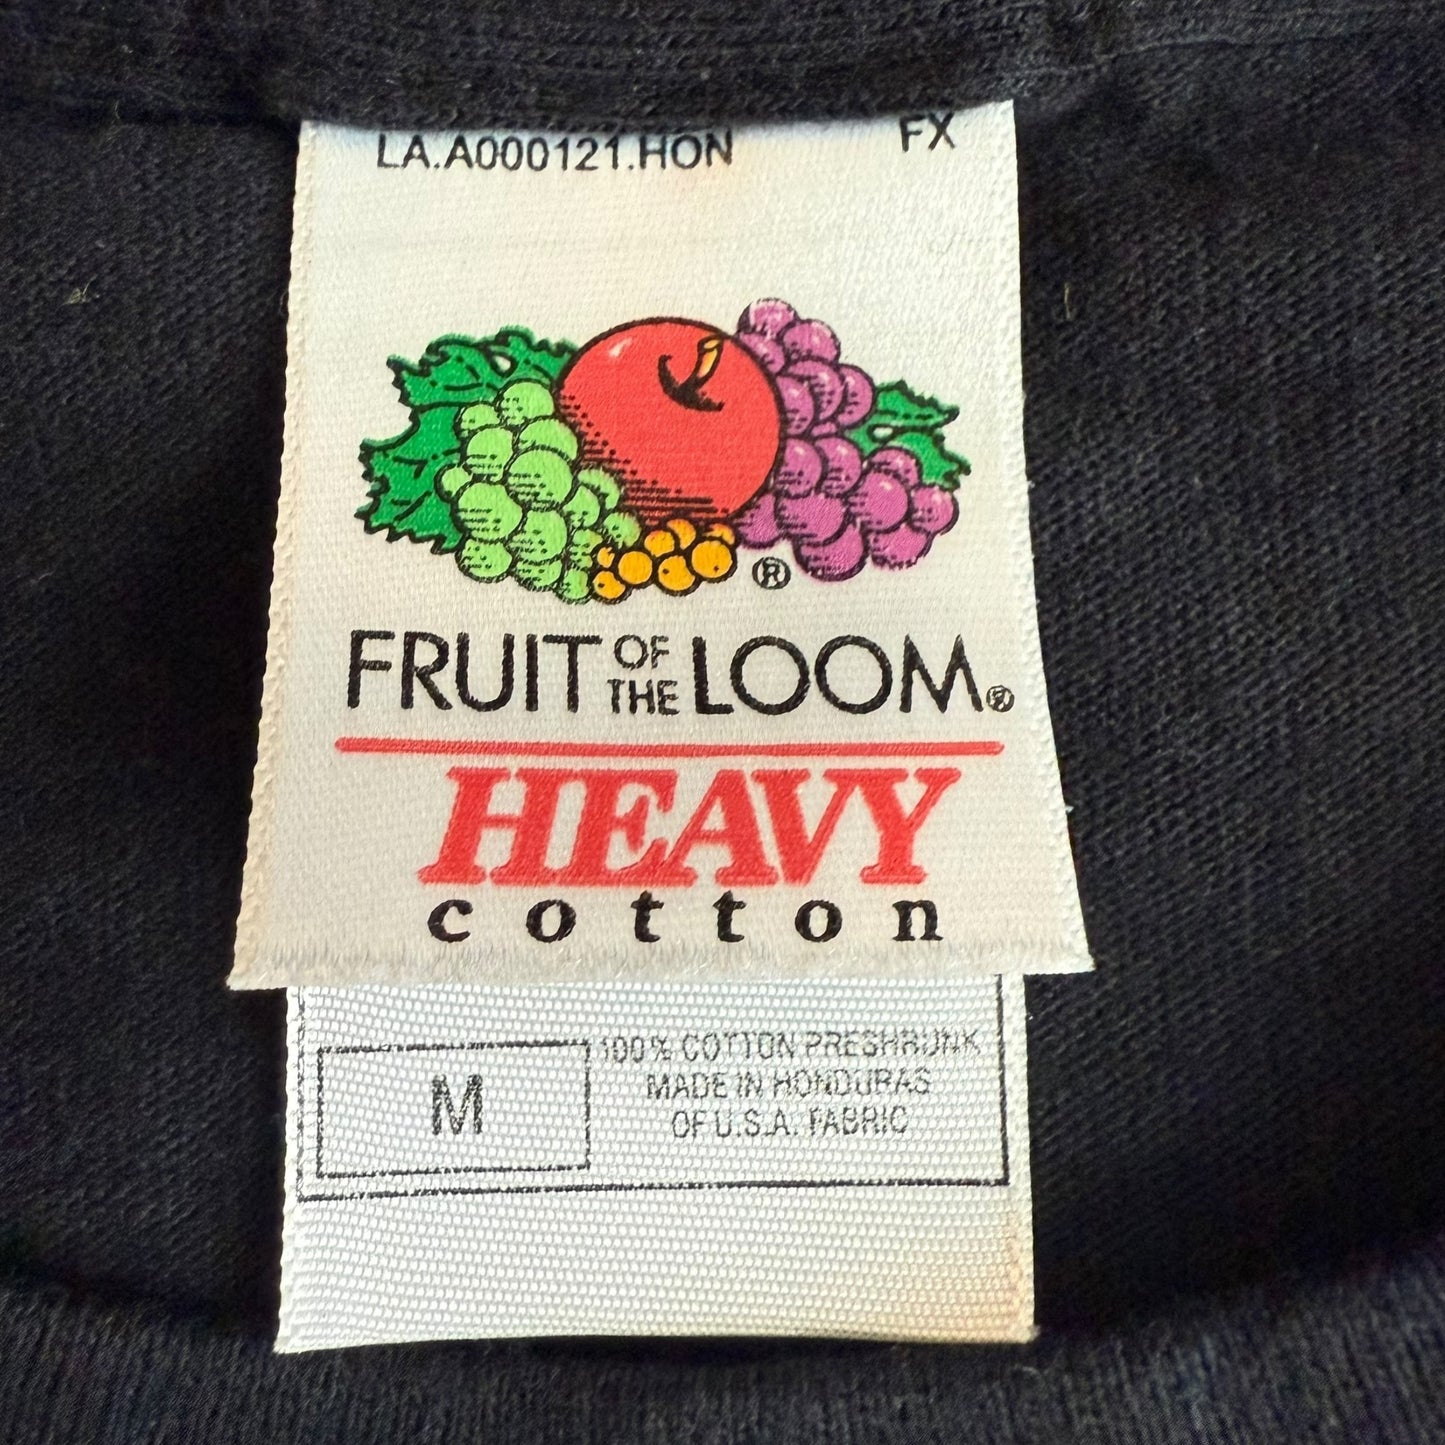 LA.A000121.HON FX
®
FRUIT OF THE LOOM®
HEAVY
cotton
M
100% COTTON PRESHRUNK
MADE IN HONDURAS
OF U.S.A. FABRIC